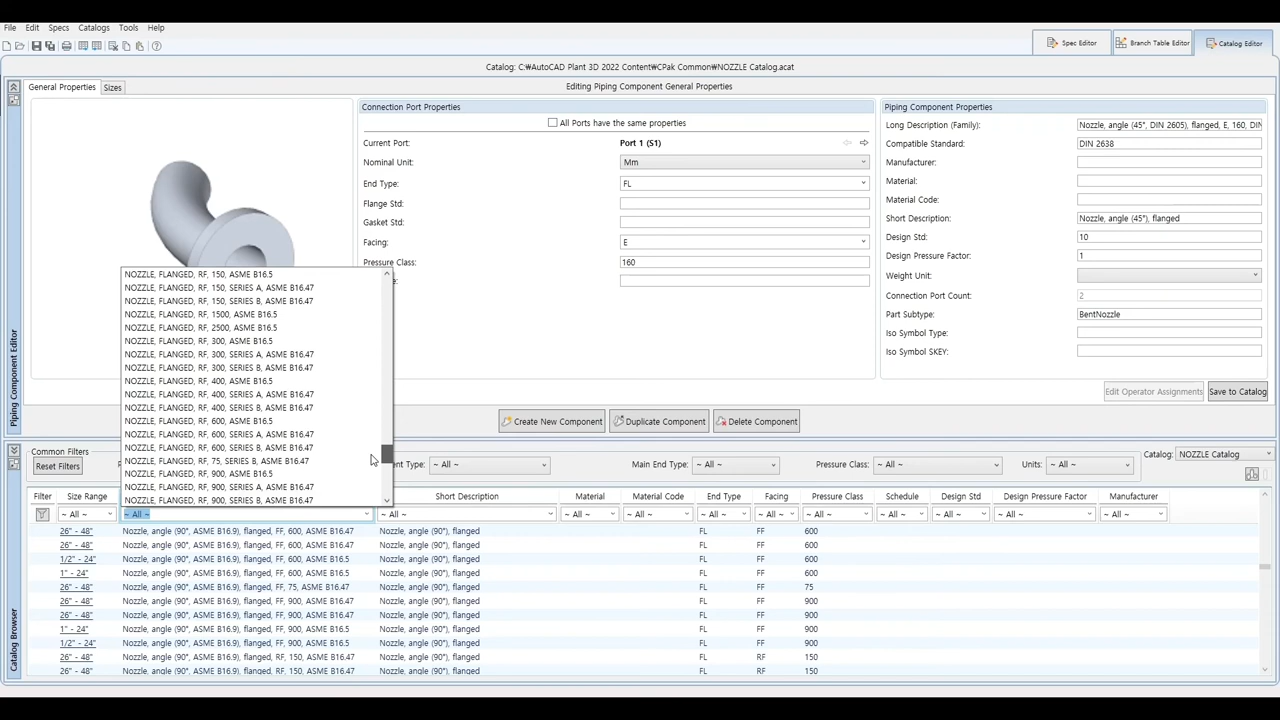 File Edit Specs Catalogs Tools Help
Spec Editor Branch Table Editor Catalog Editor
Catalog: C:₩AutoCAD Plant 3D 2022 Content₩CPak Common₩NOZZLE Catalog.acat
General Properties Sizes Editing Piping Component General Properties
Piping Component Editor
Connection Port Properties
All Ports have the same properties
Current Port: Port 1 (S1)
Nominal Unit: Mm
End Type: FL
Flange Std:
Gasket Std:
Facing: E
Pressure Class: 160
Piping Component Properties
Long Description (Family): Nozzle, angle (45°, DIN 2605), flanged, E, 160, DIN
Compatible Standard: DIN 2638
Manufacturer:
Material:
Material Code:
Short Description: Nozzle, angle (45°), flanged
Design Std: 10
Design Pressure Factor: 1
Weight Unit:
Connection Port Count: 2
Part Subtype: BentNozzle
Iso Symbol Type:
Iso Symbol SKEY:
Edit Operator Assignments Save to Catalog
Create New Component Duplicate Component Delete Component
NOZZLE, FLANGED, RF, 150, ASME B16.5
NOZZLE, FLANGED, RF, 150, SERIES A, ASME B16.47
NOZZLE, FLANGED, RF, 150, SERIES B, ASME B16.47
NOZZLE, FLANGED, RF, 1500, ASME B16.5
NOZZLE, FLANGED, RF, 2500, ASME B16.5
NOZZLE, FLANGED, RF, 300, ASME B16.5
NOZZLE, FLANGED, RF, 300, SERIES A, ASME B16.47
NOZZLE, FLANGED, RF, 300, SERIES B, ASME B16.47
NOZZLE, FLANGED, RF, 400, ASME B16.5
NOZZLE, FLANGED, RF, 400, SERIES A, ASME B16.47
NOZZLE, FLANGED, RF, 400, SERIES B, ASME B16.47
NOZZLE, FLANGED, RF, 600, ASME B16.5
NOZZLE, FLANGED, RF, 600, SERIES A, ASME B16.47
NOZZLE, FLANGED, RF, 600, SERIES B, ASME B16.47
NOZZLE, FLANGED, RF, 75, SERIES B, ASME B16.47
NOZZLE, FLANGED, RF, 900, ASME B16.5
NOZZLE, FLANGED, RF, 900, SERIES A, ASME B16.47
NOZZLE, FLANGED, RF, 900, SERIES B, ASME B16.47
Catalog Browser
Common Filters
Catalog: NOZZLE Catalog
Reset Filters Type: ~ All ~ Main End Type: ~ All ~ Pressure Class: ~ All ~ Units: ~ All ~
Filter Size Range Short Description Material Material Code End Type Facing Pressure Class Schedule Design Std Design Pressure Factor Manufacturer
~ All ~ ~ All ~ ~ All ~ ~ All ~ ~ All ~ ~ All ~ ~ All ~ ~ All ~ ~ All ~ ~ All ~ ~ All ~ ~ All ~
26" - 48" Nozzle, angle (90°, ASME B16.9), flanged, FF, 600, ASME B16.47 Nozzle, angle (90°), flanged FL FF 600
26" - 48" Nozzle, angle (90°, ASME B16.9), flanged, FF, 600, ASME B16.47 Nozzle, angle (90°), flanged FL FF 600
1/2" - 24" Nozzle, angle (90°, ASME B16.9), flanged, FF, 600, ASME B16.5 Nozzle, angle (90°), flanged FL FF 600
1" - 24" Nozzle, angle (90°, ASME B16.9), flanged, FF, 600, ASME B16.5 Nozzle, angle (90°), flanged FL FF 600
26" - 48" Nozzle, angle (90°, ASME B16.9), flanged, FF, 75, ASME B16.47 Nozzle, angle (90°), flanged FL FF 75
26" - 48" Nozzle, angle (90°, ASME B16.9), flanged, FF, 900, ASME B16.47 Nozzle, angle (90°), flanged FL FF 900
26" - 48" Nozzle, angle (90°, ASME B16.9), flanged, FF, 900, ASME B16.47 Nozzle, angle (90°), flanged FL FF 900
1" - 24" Nozzle, angle (90°, ASME B16.9), flanged, FF, 900, ASME B16.5 Nozzle, angle (90°), flanged FL FF 900
1/2" - 24" Nozzle, angle (90°, ASME B16.9), flanged, FF, 900, ASME B16.5 Nozzle, angle (90°), flanged FL FF 900
26" - 48" Nozzle, angle (90°, ASME B16.9), flanged, RF, 150, ASME B16.47 Nozzle, angle (90°), flanged FL RF 150
26" - 48" Nozzle, angle (90°, ASME B16.9), flanged, RF, 150, ASME B16.47 Nozzle, angle (90°), flanged FL RF 150